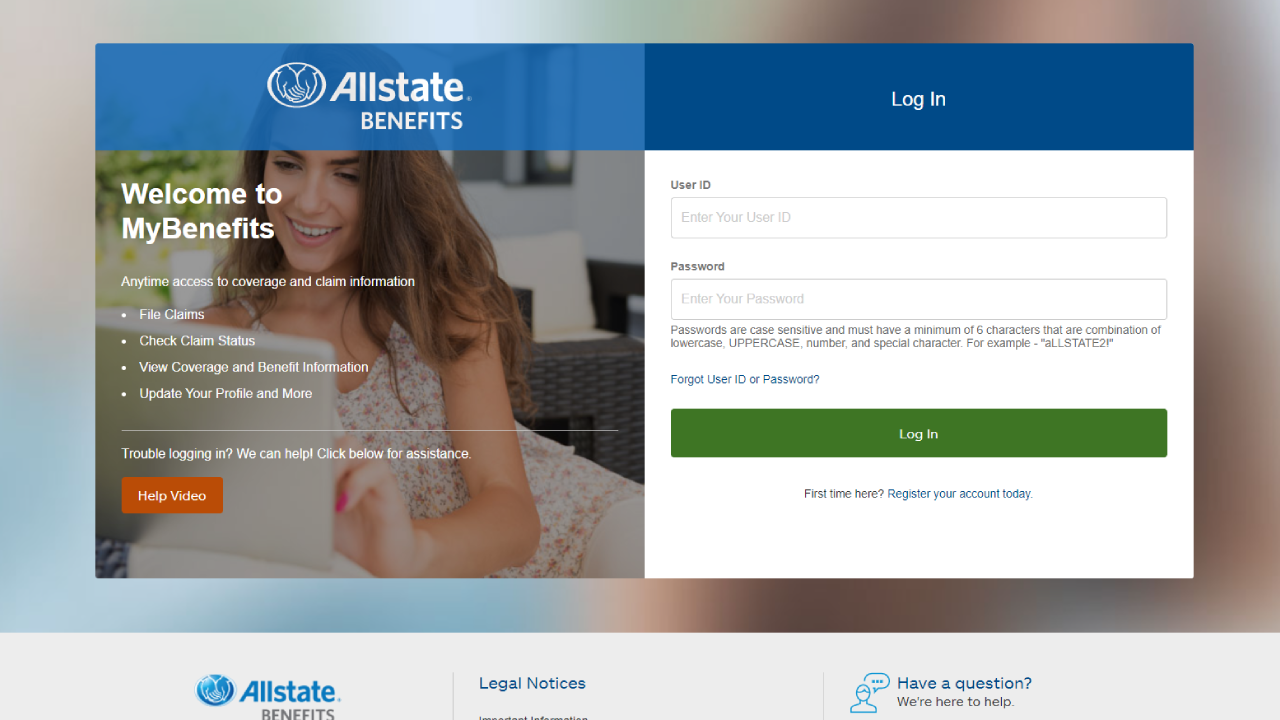 Allstate
BENEFITS
Welcome to
MyBenefits
Anytime access to coverage and claim information
• File Claims
• Check Claim Status
• View Coverage and Benefit Information
• Update Your Profile and More
Trouble logging in? We can help! Click below for assistance.
Help Video
Log In
User ID
Enter Your User ID
Password
Enter Your Password
Passwords are case sensitive and must have a minimum of 6 characters that are combination of
lowercase, UPPERCASE, number, and special character. For example - "aLLSTATE2!"
Forgot User ID or Password?
Log In
First time here? Register your account today.
Allstate
BENEFITS
Legal Notices
Important Information
Have a question?
We're here to help.